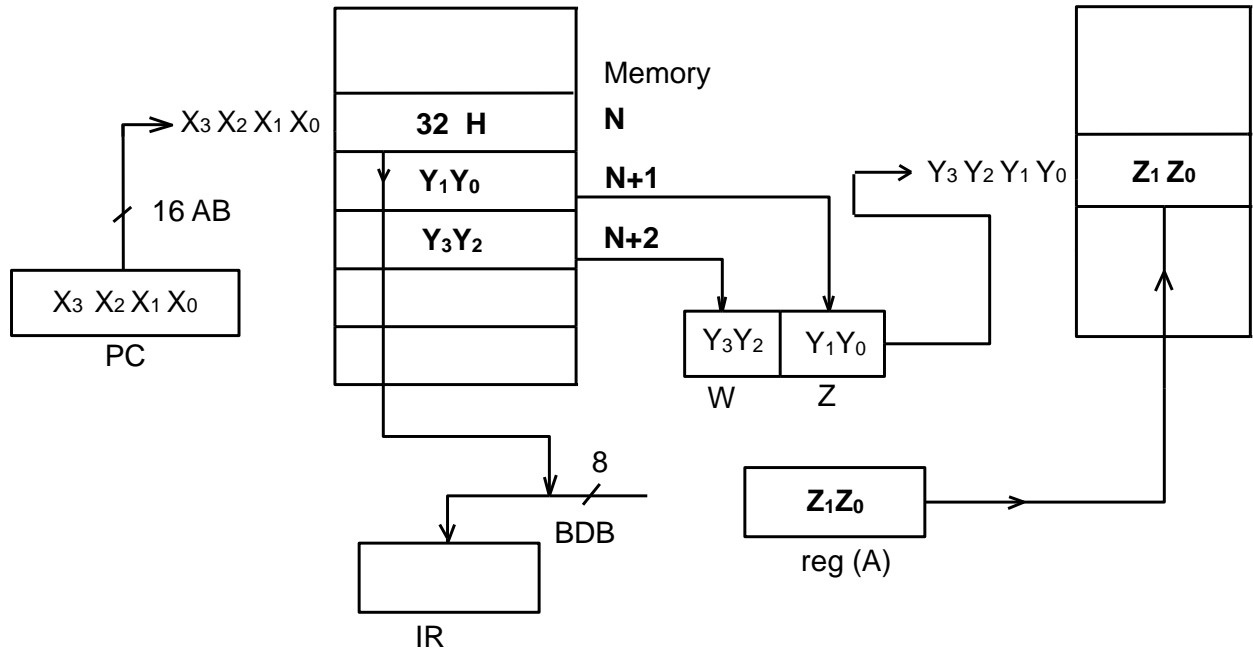 Memory
X3 X2 X1 X0
32 H
N
Y1Y0
N+1
Y3 Y2 Y1 Y0
Z1 Z0
16 AB
Y3Y2
N+2
X3 X2 X1 X0
PC
Y3Y2
Y1Y0
W
Z
8
BDB
Z1Z0
reg (A)
IR